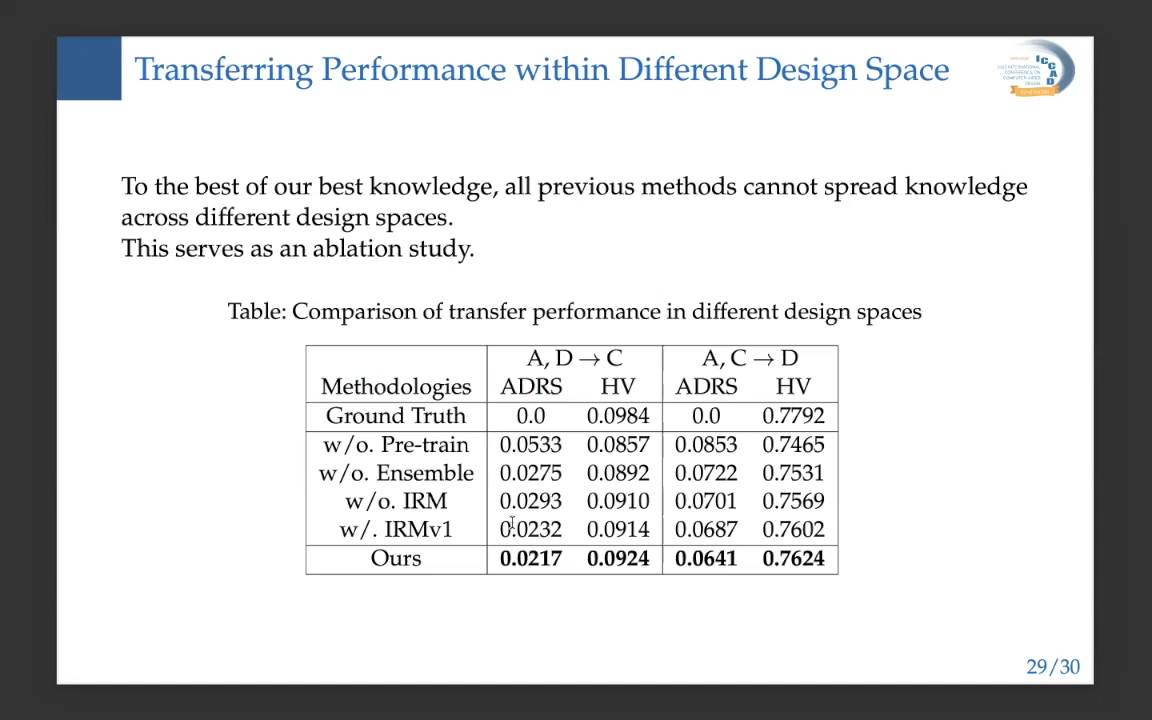 Transferring Performance within Different Design Space
ICCAD
To the best of our best knowledge, all previous methods cannot spread knowledge
across different design spaces.
This serves as an ablation study.
Table: Comparison of transfer performance in different design spaces
A, D → C A, C → D
Methodologies ADRS HV ADRS HV
Ground Truth 0.0 0.0984 0.0 0.7792
w/o. Pre-train 0.0533 0.0857 0.0853 0.7465
w/o. Ensemble 0.0275 0.0892 0.0722 0.7531
w/o. IRM 0.0293 0.0910 0.0701 0.7569
w/. IRMv1 0.0232 0.0914 0.0687 0.7602
Ours 0.0217 0.0924 0.0641 0.7624
29/30